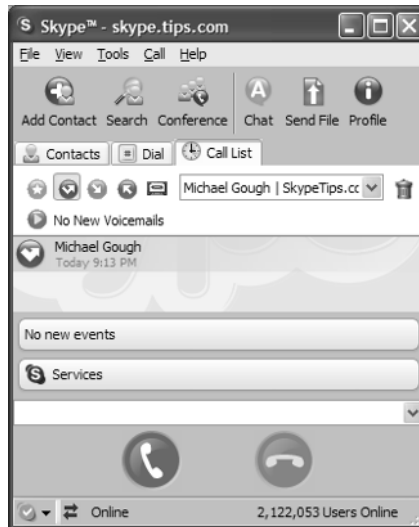 Skype™ - skype.tips.com
File View Tools Call Help
Add Contact Search Conference Chat Send File Profile
Contacts Dial Call List
Michael Gough | SkypeTips.cc
No New Voicemails
Michael Gough
Today 9:13 PM
No new events
Services
Online 2,122,053 Users Online